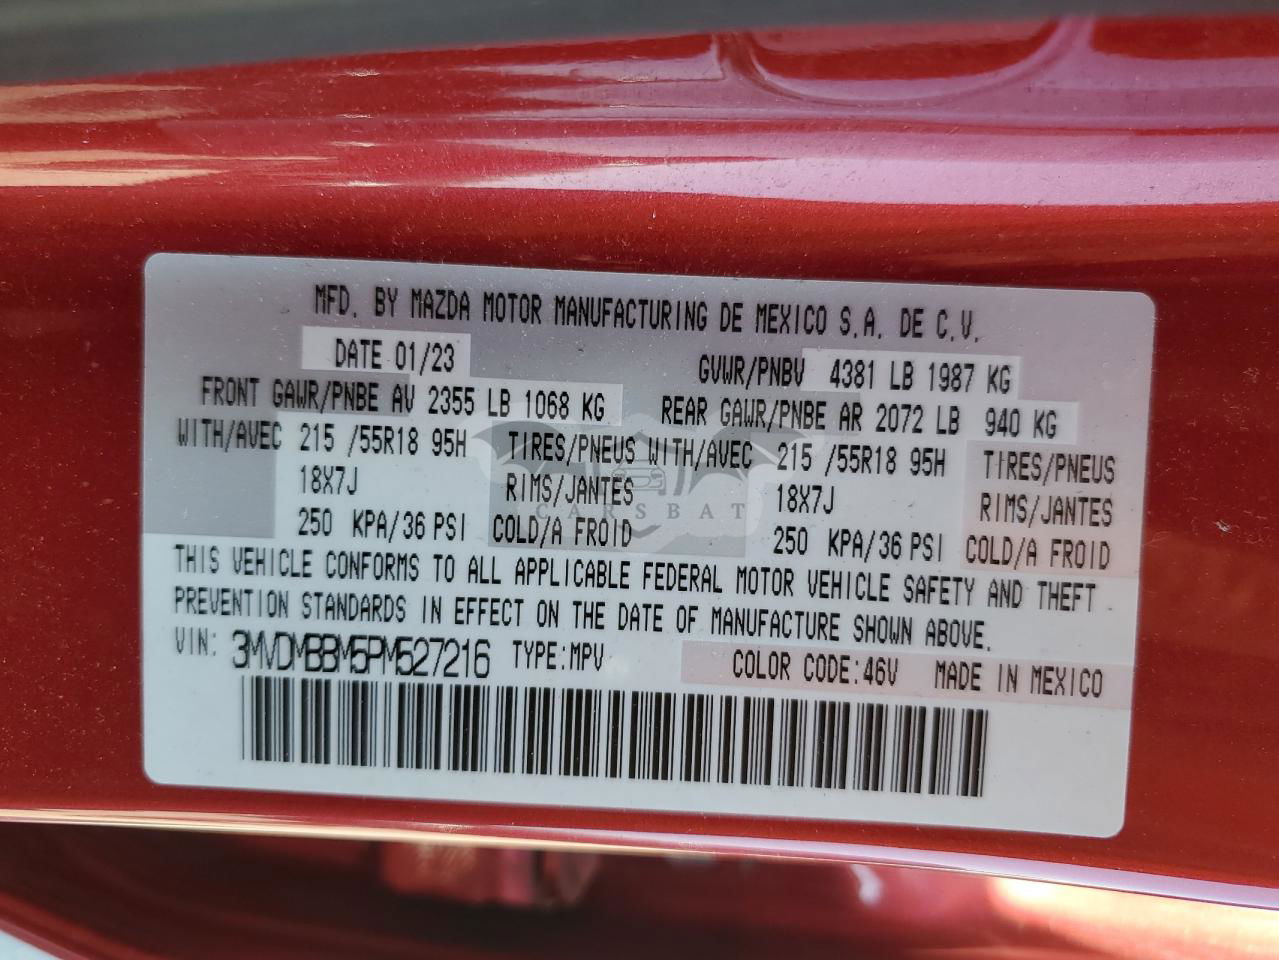 MFD. BY MAZDA MOTOR MANUFACTURING DE MEXICO S.A. DE C.V.
DATE 01/23 GVWR/PNBV 4381 LB 1987 KG
FRONT GAWR/PNBE AV 2355 LB 1068 KG REAR GAWR/PNBE AR 2072 LB 940 KG
WITH/AVEC 215 /55R18 95H TIRES/PNEUS WITH/AVEC 215 /55R18 95H TIRES/PNEUS
18X7J RIMS/JANTES 18X7J RIMS/JANTES
CARSBAT
250 KPA/36 PSI COLD/A FROID 250 KPA/36 PSI COLD/A FROID
THIS VEHICLE CONFORMS TO ALL APPLICABLE FEDERAL MOTOR VEHICLE SAFETY AND THEFT
PREVENTION STANDARDS IN EFFECT ON THE DATE OF MANUFACTURE SHOWN ABOVE.
VIN: 3MVDMBBM5PM527216 TYPE:MPV COLOR CODE:46V MADE IN MEXICO